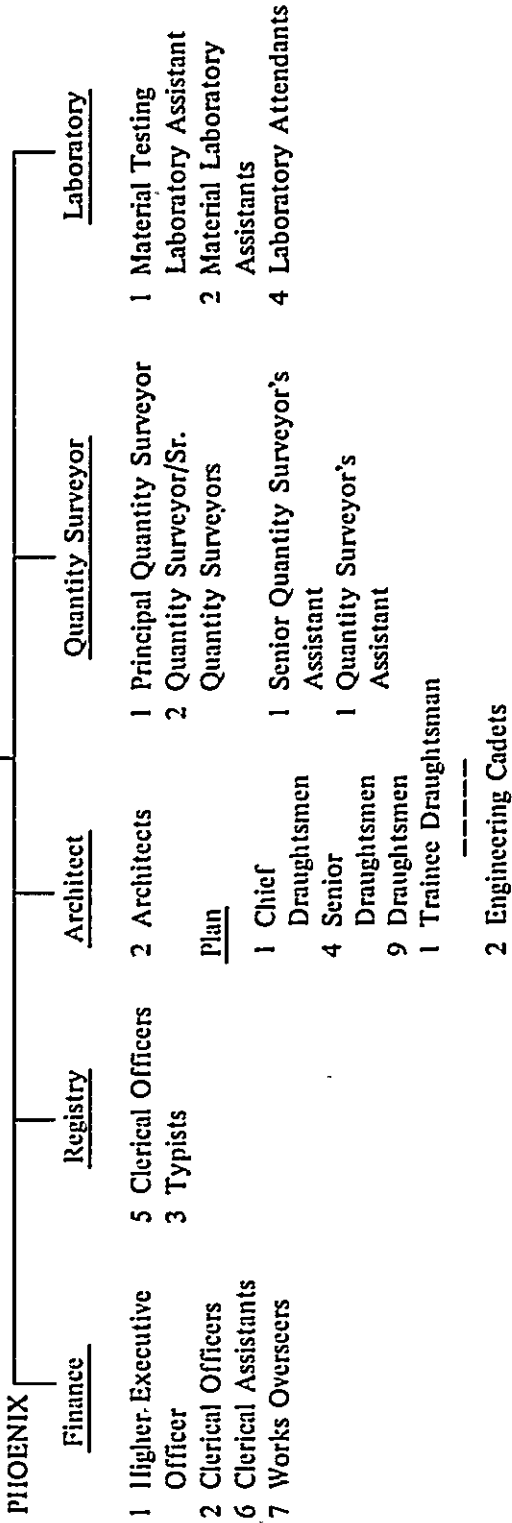 PHOENIX
Finance
1 Higher Executive
Officer
2 Clerical Officers
6 Clerical Assistants
7 Works Overseers
Registry
5 Clerical Officers
3 Typists
Architect
2 Architects
Plan
1 Chief
Draughtsmen
4 Senior
Draughtsmen
9 Draughtsmen
1 Trainee Draughtsman
2 Engineering Cadets
Quantity Surveyor
1 Principal Quantity Surveyor
2 Quantity Surveyor/Sr.
Quantity Surveyors
1 Senior Quantity Surveyor's
Assistant
1 Quantity Surveyor's
Assistant
Laboratory
1 Material Testing
Laboratory Assistant
2 Material Laboratory
Assistants
4 Laboratory Attendants